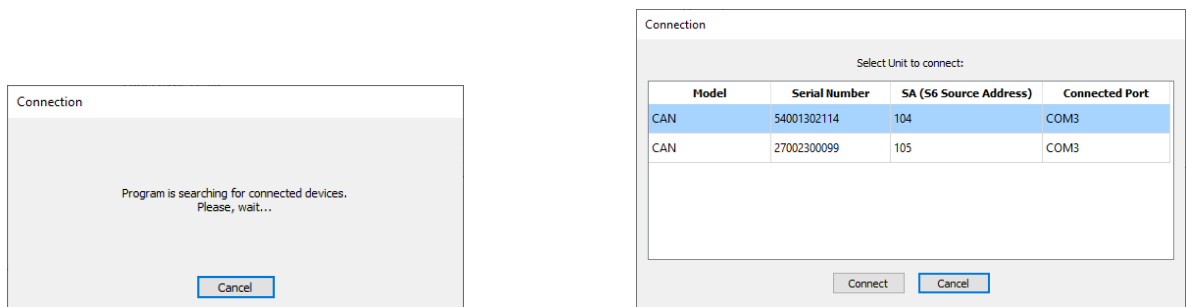 Connection
Program is searching for connected devices.
Please, wait...
Cancel
Connection
Select Unit to connect:
Model Serial Number SA (S6 Source Address) Connected Port
CAN 54001302114 104 COM3
CAN 27002300099 105 COM3
Connect Cancel